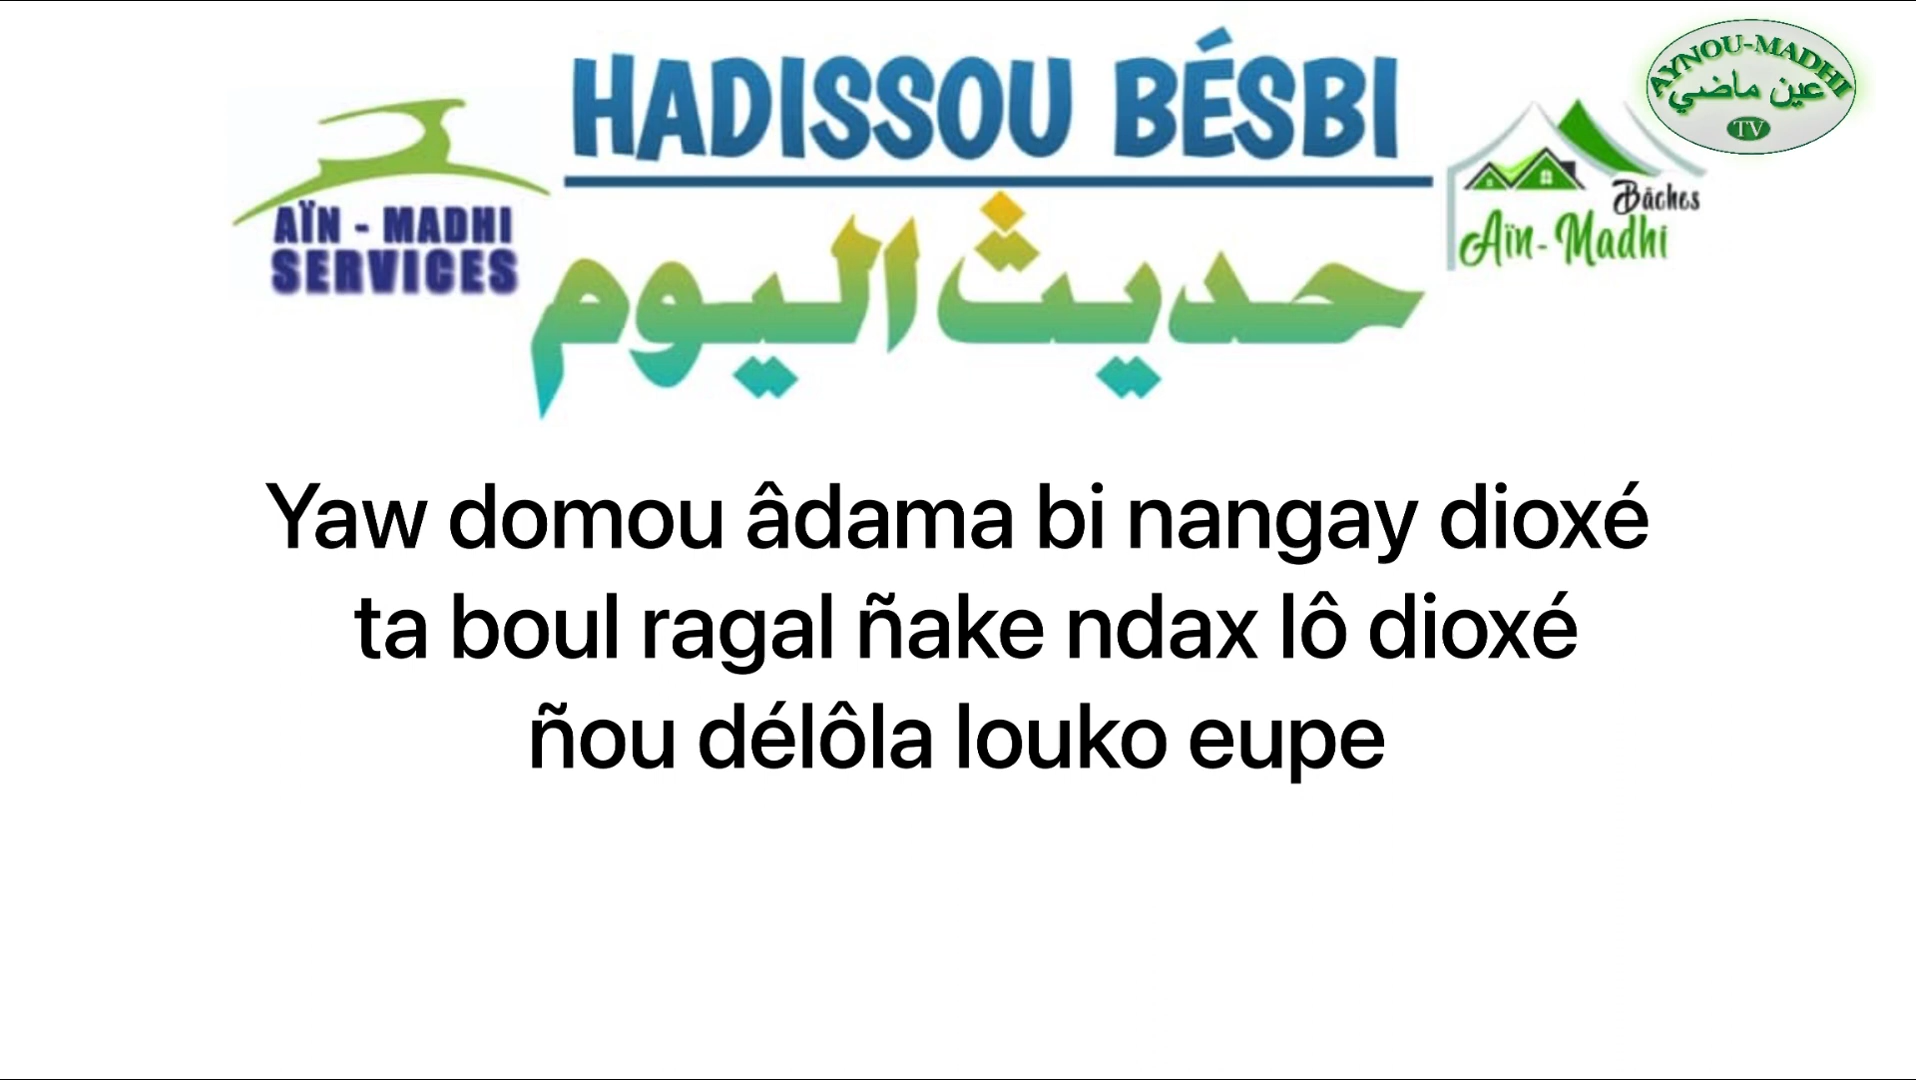 HADISSOU BÉSBI
AYNOU-MADHI
عين ماضي
TV
AÏN - MADHI
SERVICES
حديث اليوم
Bâches
Aïn-Madhi
Yaw domou âdama bi nangay dioxé
ta boul ragal ñake ndax lô dioxé
ñou délôla louko eupe